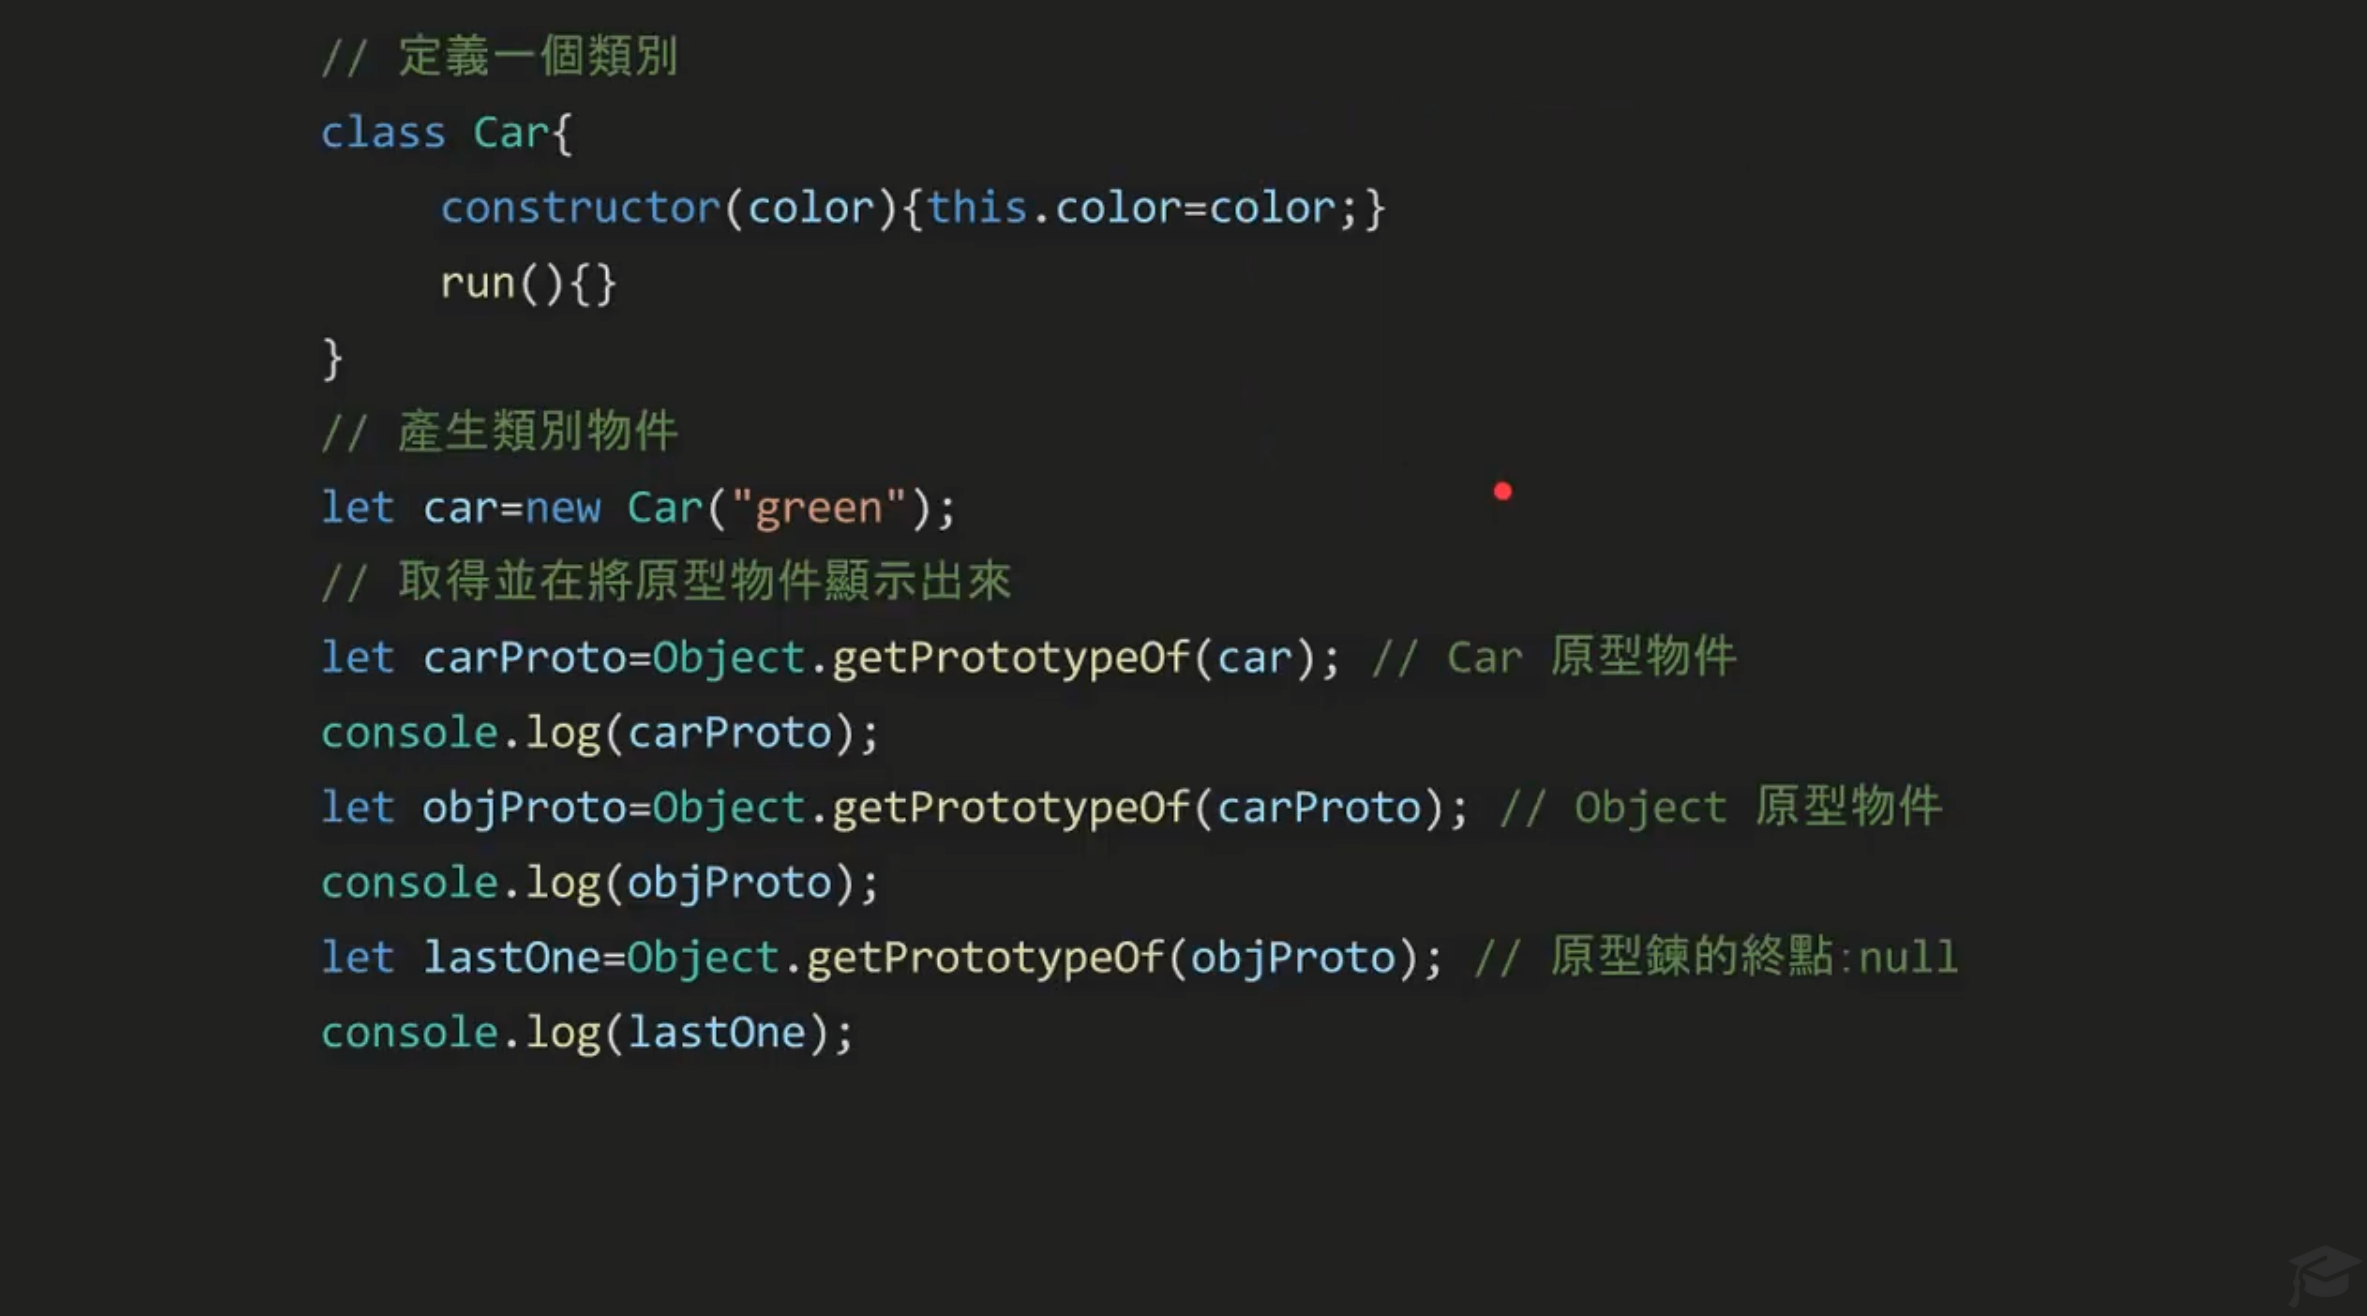 // 定義一個類別
class Car{
constructor(color){this.color=color;}
run(){}
}
// 產生類別物件
let car=new Car("green");
// 取得並在將原型物件顯示出來
let carProto=Object.getPrototypeOf(car); // Car 原型物件
console.log(carProto);
let objProto=Object.getPrototypeOf(carProto); // Object 原型物件
console.log(objProto);
let lastOne=Object.getPrototypeOf(objProto); // 原型鍊的終點:null
console.log(lastOne);